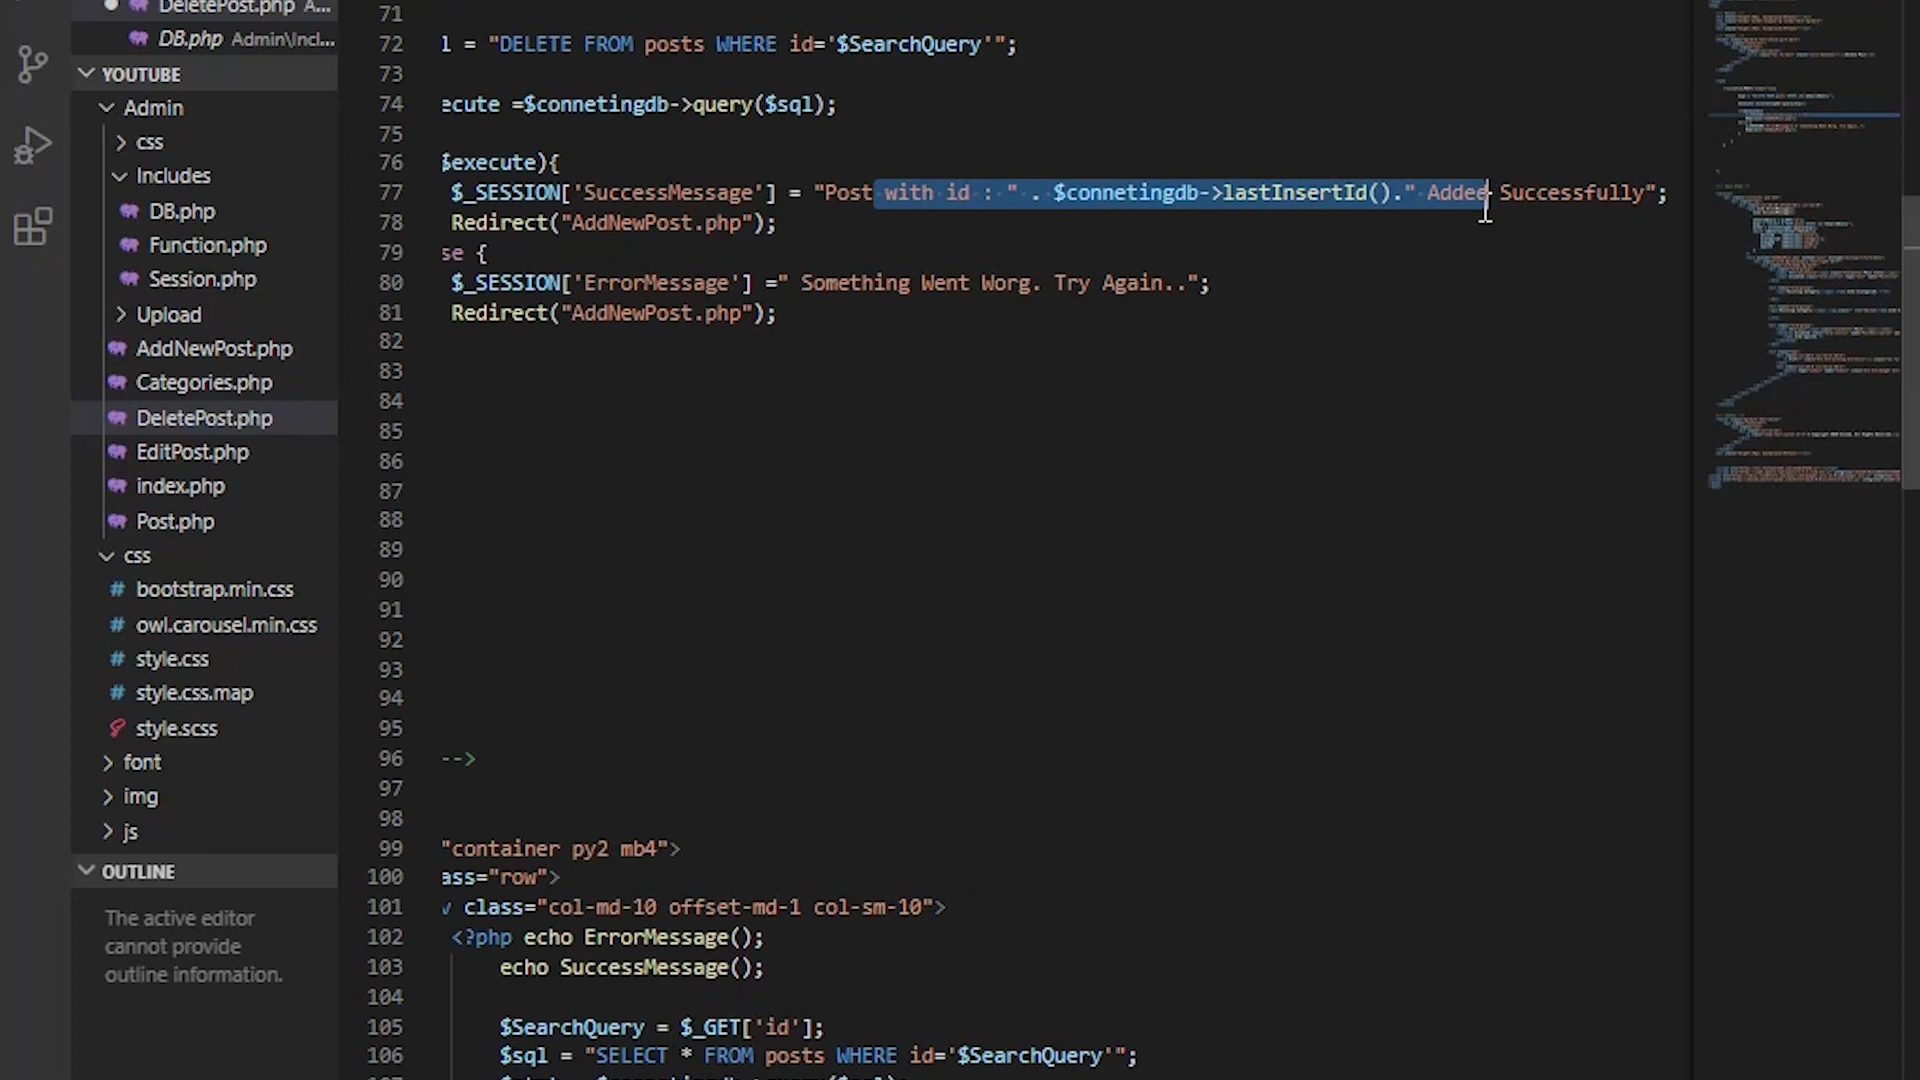 DeletePost.php A...
DB.php Admin\Incl...
YOUTUBE
Admin
css
Includes
DB.php
Function.php
Session.php
Upload
AddNewPost.php
Categories.php
DeletePost.php
EditPost.php
index.php
Post.php
css
bootstrap.min.css
owl.carousel.min.css
style.css
style.css.map
style.scss
font
img
js
OUTLINE
The active editor
cannot provide
outline information.
71
72 l = "DELETE FROM posts WHERE id='$SearchQuery'";
73
74 ecute =$connetingdb->query($sql);
75
76 $execute){
77 $_SESSION['SuccessMessage'] = "Post with id : " . $connetingdb->lastInsertId()." Added Successfully";
78 Redirect("AddNewPost.php");
79 se {
80 $_SESSION['ErrorMessage'] =" Something Went Worg. Try Again..";
81 Redirect("AddNewPost.php");
82
83
84
85
86
87
88
89
90
91
92
93
94
95
96 -->
97
98
99 "container py2 mb4">
100 ass="row">
101 v class="col-md-10 offset-md-1 col-sm-10">
102 <?php echo ErrorMessage();
103 echo SuccessMessage();
104
105 $SearchQuery = $_GET['id'];
106 $sql = "SELECT * FROM posts WHERE id='$SearchQuery'";